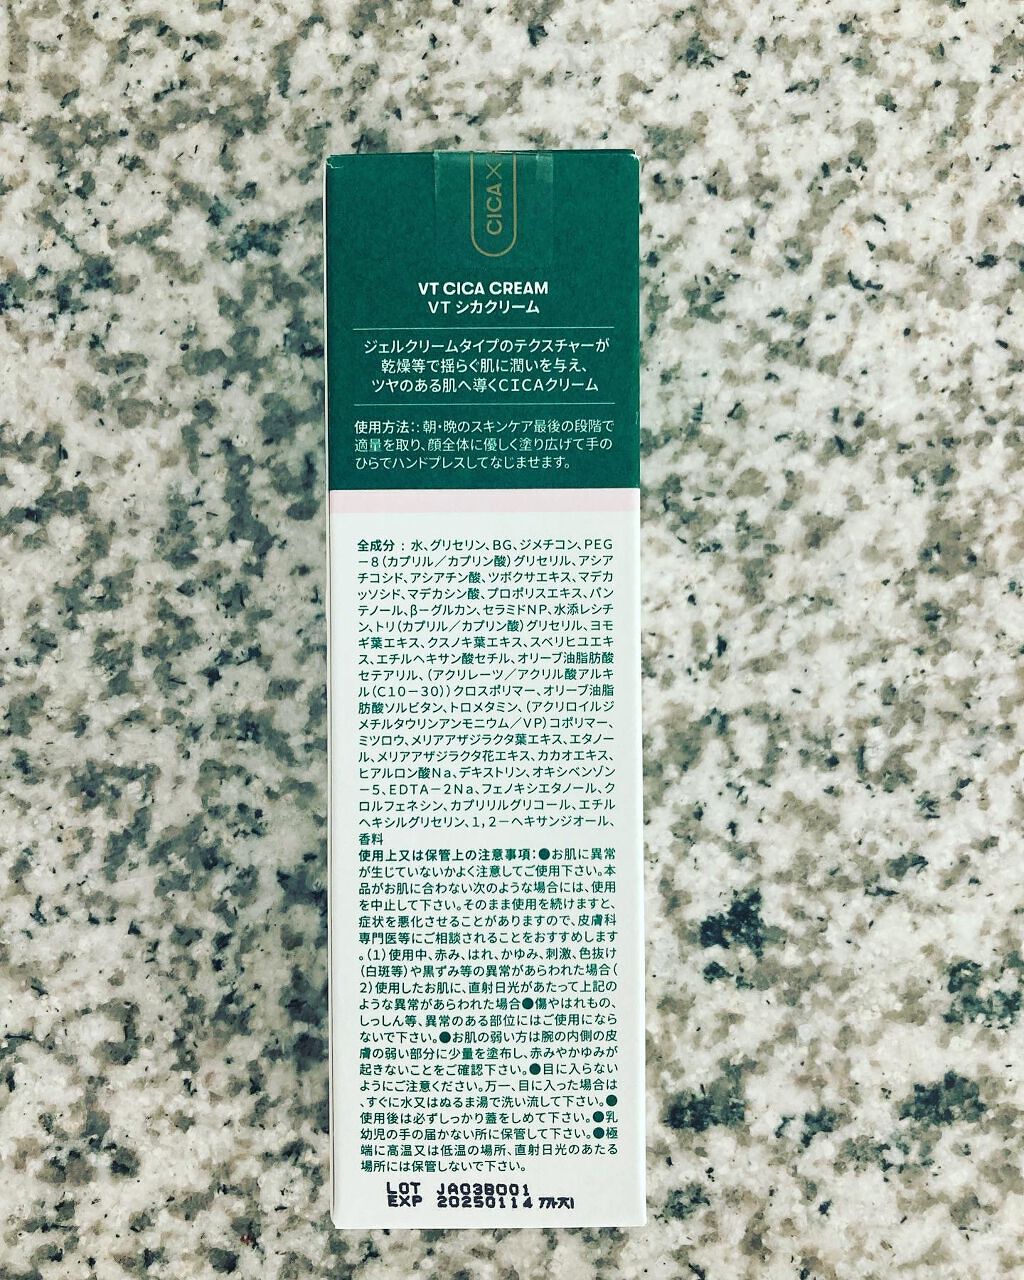 CICA×
VT CICA CREAM
VT シカクリーム
ジェルクリームタイプのテクスチャーが
乾燥等で揺らぐ肌に潤いを与え、
ツヤのある肌へ導くCICAクリーム
使用方法：：朝・晩のスキンケア最後の段階で
適量を取り、顔全体に優しく塗り広げて手の
ひらでハンドプレスしてなじませます。
全成分：水、グリセリン、BG、ジメチコン、PEG
－8（カプリル／カプリン酸）グリセリル、アシア
チコシド、アシアチン酸、ツボクサエキス、マデカ
ッソシド、マデカシン酸、プロポリスエキス、パン
テノール、β－グルカン、セラミドNP、水添レシチ
ン、トリ（カプリル／カプリン酸）グリセリル、ヨモ
ギ葉エキス、クスノキ葉エキス、スベリヒユエキ
ス、エチルヘキサン酸セチル、オリーブ油脂肪酸
セテアリル、（アクリレーツ／アクリル酸アルキ
ル（C10－30））クロスポリマー、オリーブ油脂
肪酸ソルビタン、トロメタミン、（アクリロイルジ
メチルタウリンアンモニウム／VP）コポリマー、
ミツロウ、メリアアザジラクタ葉エキス、エタノー
ル、メリアアザジラクタ花エキス、カカオエキス、
ヒアルロン酸Na、デキストリン、オキシベンゾン
－5、EDTA－2Na、フェノキシエタノール、ク
ロルフェネシン、カプリリルグリコール、エチル
ヘキシルグリセリン、1，2－ヘキサンジオール、
香料
使用上又は保管上の注意事項：●お肌に異常
が生じていないかよく注意してご使用下さい。本
品がお肌に合わない次のような場合には、使用
を中止して下さい。そのまま使用を続けますと、
症状を悪化させることがありますので、皮膚科
専門医等にご相談されることをおすすめします
。（1）使用中、赤み、はれ、かゆみ、刺激、色抜け
（白斑等）や黒ずみ等の異常があらわれた場合（
2）使用したお肌に、直射日光があたって上記の
ような異常があらわれた場合●傷やはれもの、
しっしん等、異常のある部位にはご使用になら
ないで下さい。●お肌の弱い方は腕の内側の皮
膚の弱い部分に少量を塗布し、赤みやかゆみが
起きないことをご確認下さい。●目に入らない
ようにご注意ください。万一、目に入った場合は
、すぐに水又はぬるま湯で洗い流して下さい。●
使用後は必ずしっかり蓋をしめて下さい。●乳
幼児の手の届かない所に保管して下さい。●極
端に高温又は低温の場所、直射日光のあたる
場所には保管しないで下さい。
LOT JA03B001
EXP 20250114까지